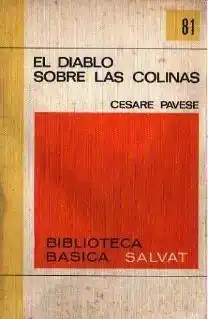 81
EL DIABLO
SOBRE LAS COLINAS
CESARE PAVESE
BIBLIOTECA
BASICA SALVAT